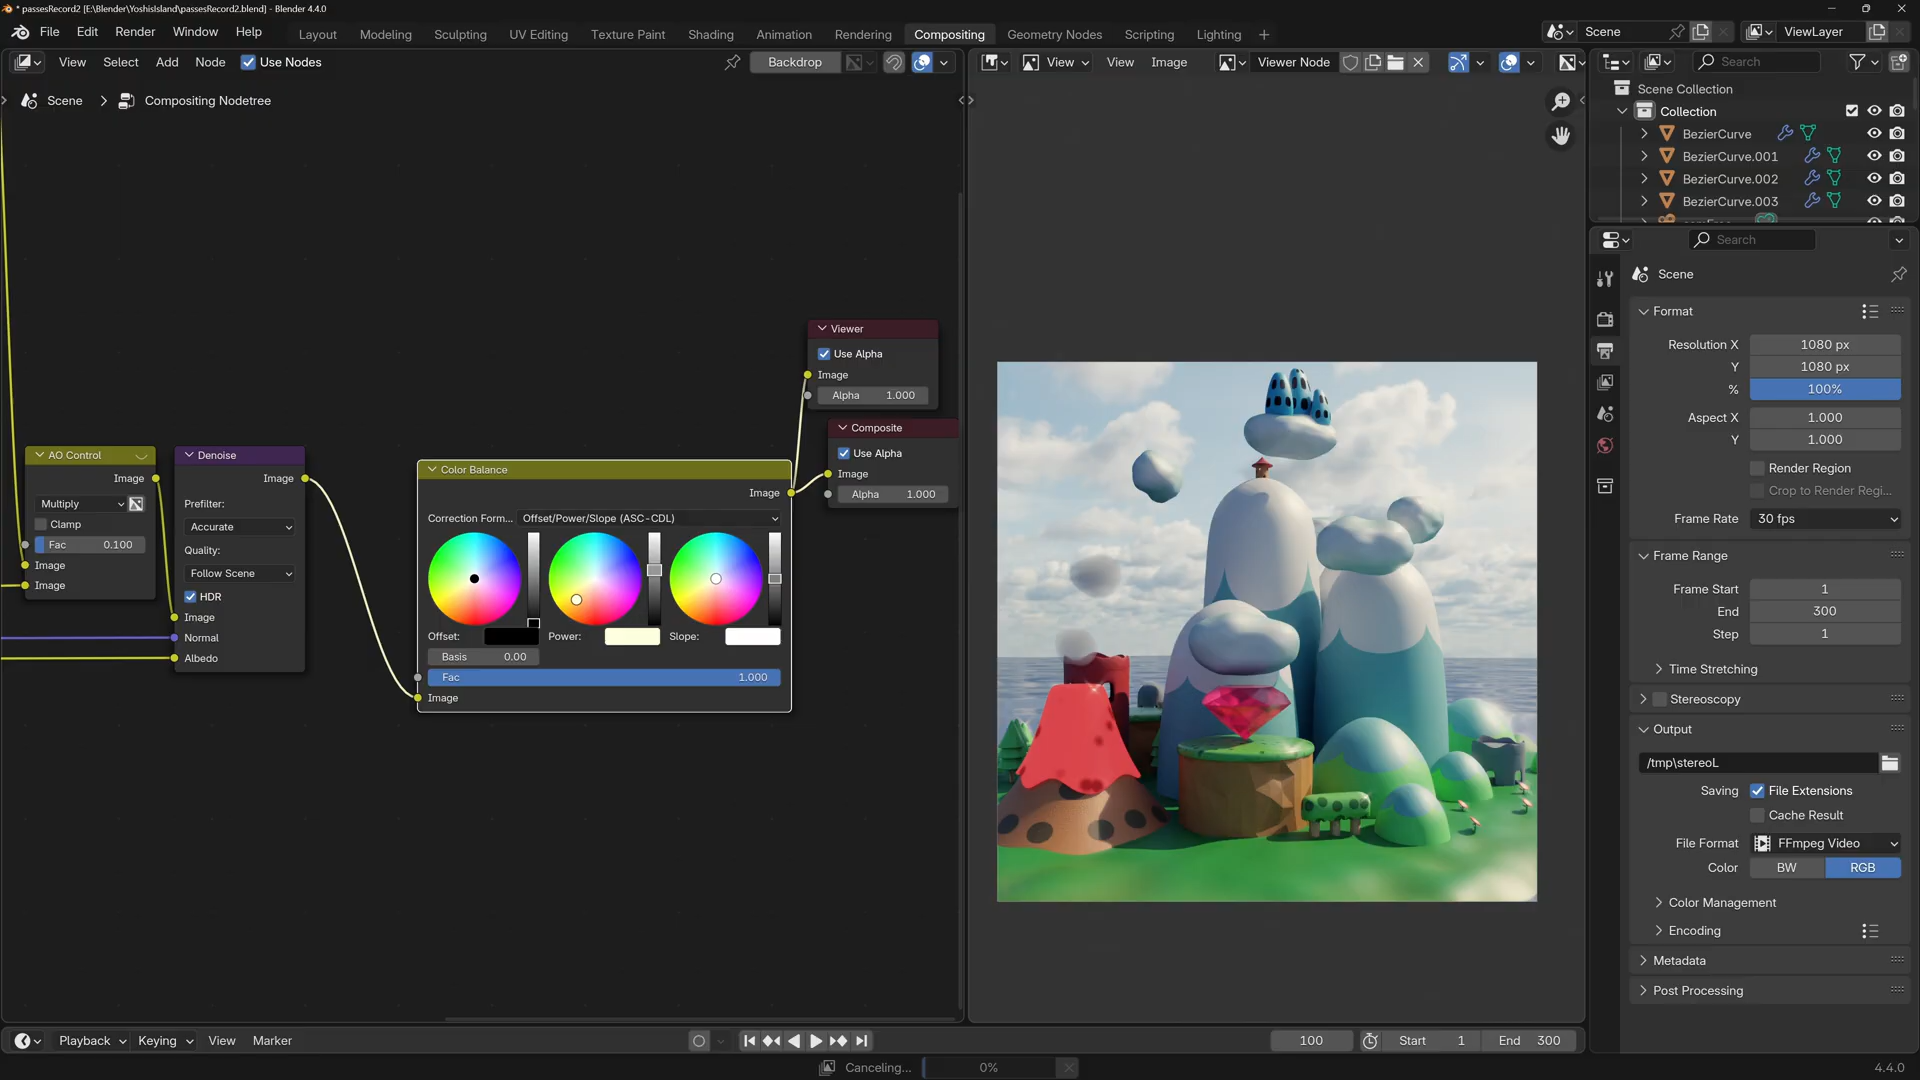 * passesRecord2 [E:\Blender\YoshisIsland\passesRecord2.blend] - Blender 4.4.0
File Edit Render Window Help
Layout Modeling Sculpting UV Editing Texture Paint Shading Animation Rendering Compositing Geometry Nodes Scripting Lighting +
Scene
ViewLayer
View Select Add Node Use Nodes
Backdrop
View View Image
Viewer Node
Search
Scene > Compositing Nodetree
Scene Collection
Collection
BezierCurve
BezierCurve.001
BezierCurve.002
BezierCurve.003
Search
Scene
Format
Resolution X 1080 px
Y 1080 px
% 100%
Aspect X 1.000
Y 1.000
Render Region
Crop to Render Regi...
Frame Rate 30 fps
Frame Range
Frame Start 1
End 300
Step 1
Time Stretching
Stereoscopy
Output
/tmp\stereoL
Saving File Extensions
Cache Result
File Format FFmpeg Video
Color BW RGB
Color Management
Encoding
Metadata
Post Processing
Viewer
Use Alpha
Image
Alpha 1.000
Composite
Use Alpha
Image
Alpha 1.000
AO Control
Image
Multiply
Clamp
Fac 0.100
Image
Image
Denoise
Image
Prefilter:
Accurate
Quality:
Follow Scene
HDR
Image
Normal
Albedo
Color Balance
Image
Correction Form... Offset/Power/Slope (ASC-CDL)
Offset: Power: Slope:
Basis 0.00
Fac 1.000
Image
Playback Keying View Marker
100 Start 1 End 300
Canceling... 0%
4.4.0